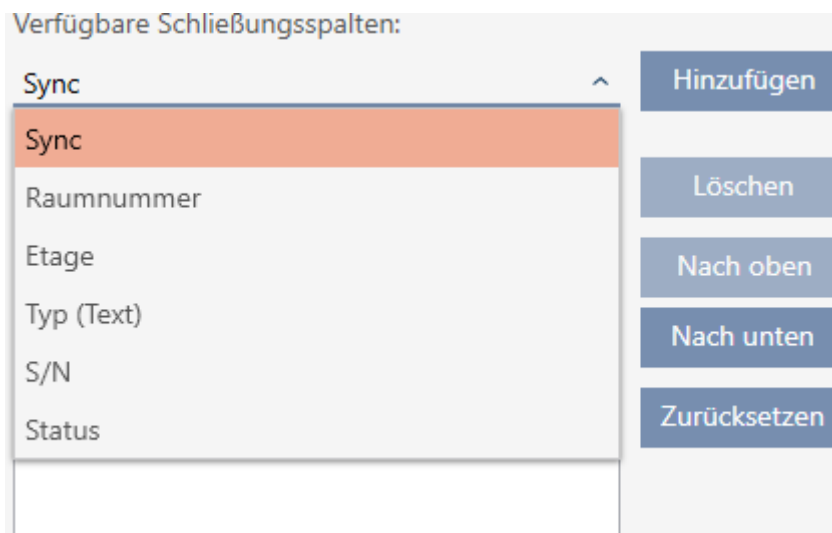 Verfügbare Schließungsspalten:
Sync
Hinzufügen
Sync
Raumnummer
Löschen
Etage
Nach oben
Typ (Text)
Nach unten
S/N
Status
Zurücksetzen